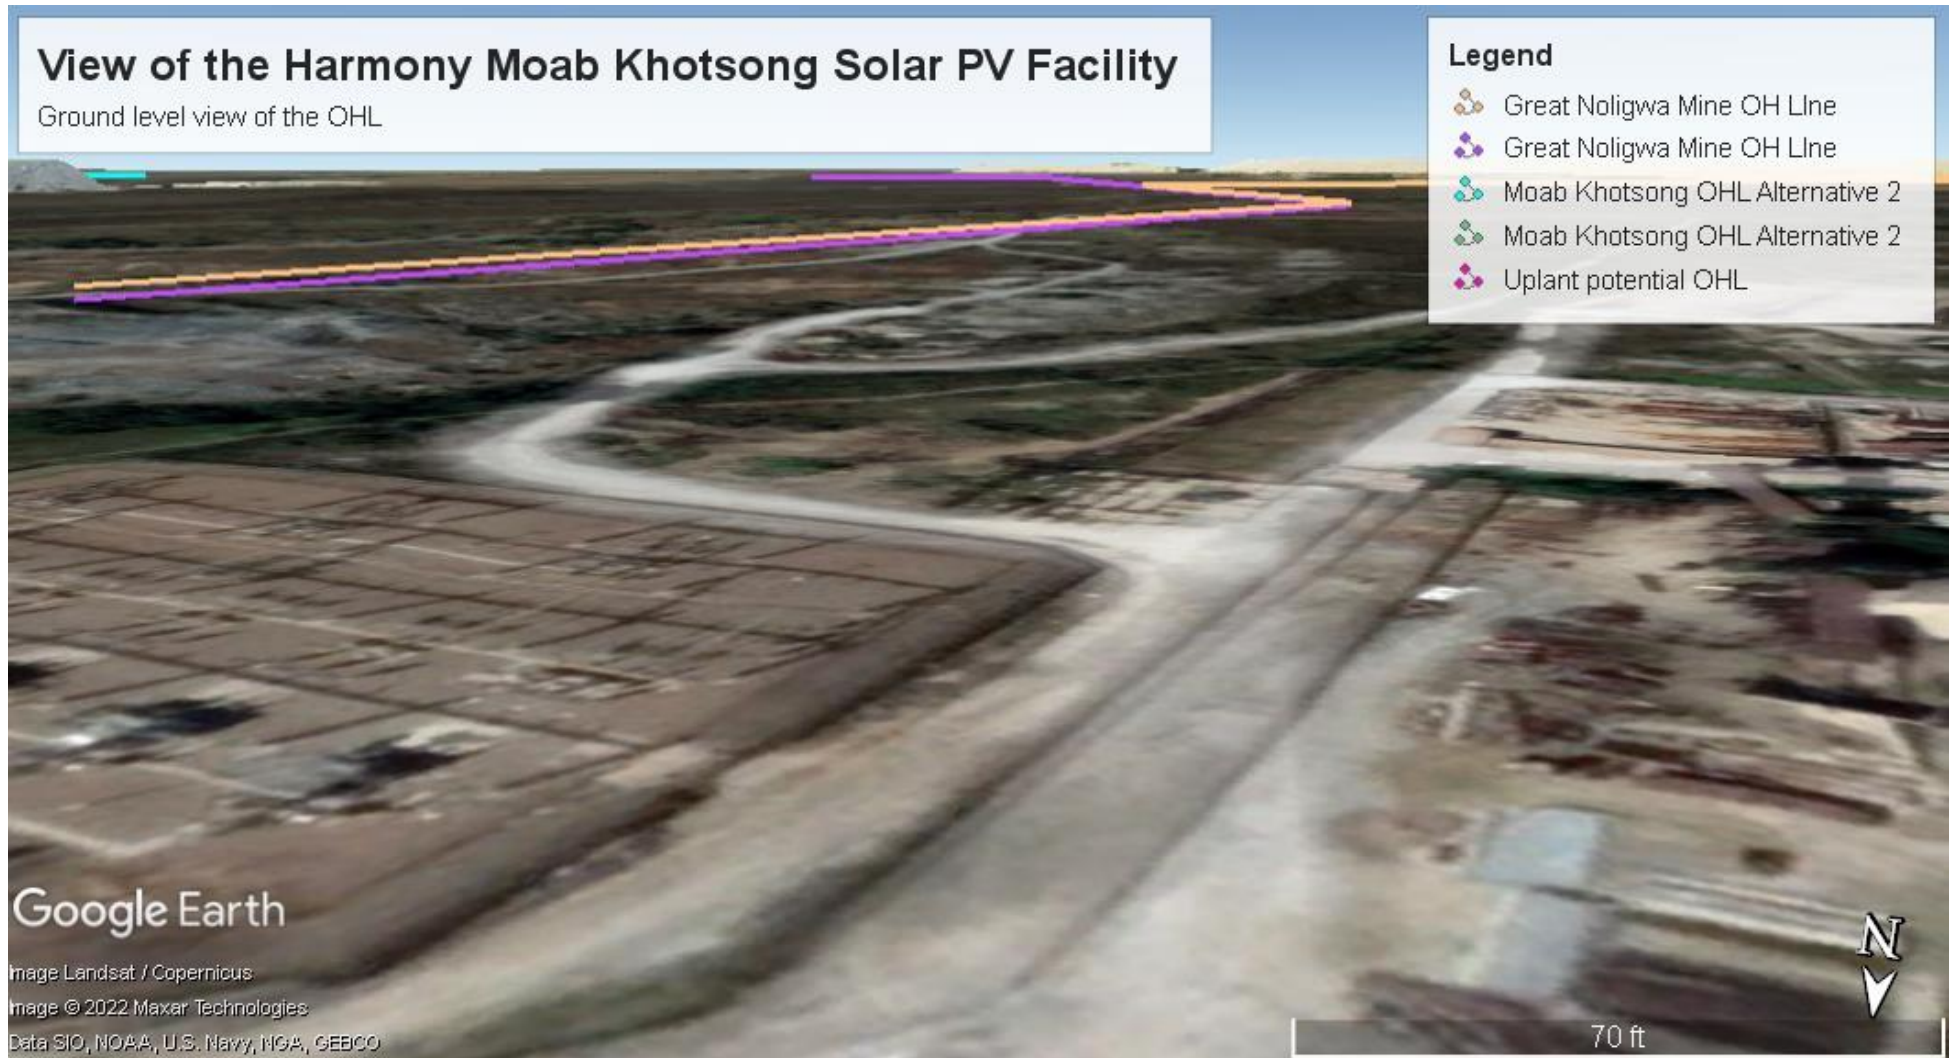 View of the Harmony Moab Khotsong Solar PV Facility
Ground level view of the OHL
Legend
Great Noligwa Mine OH LIne
Great Noligwa Mine OH LIne
Moab Khotsong OHL Alternative 2
Moab Khotsong OHL Alternative 2
Uplant potential OHL
Google Earth
Image Landsat / Copernicus
Image © 2022 Maxar Technologies
Data SIO, NOAA, U.S. Navy, NGA, GEBCO
N
70 ft